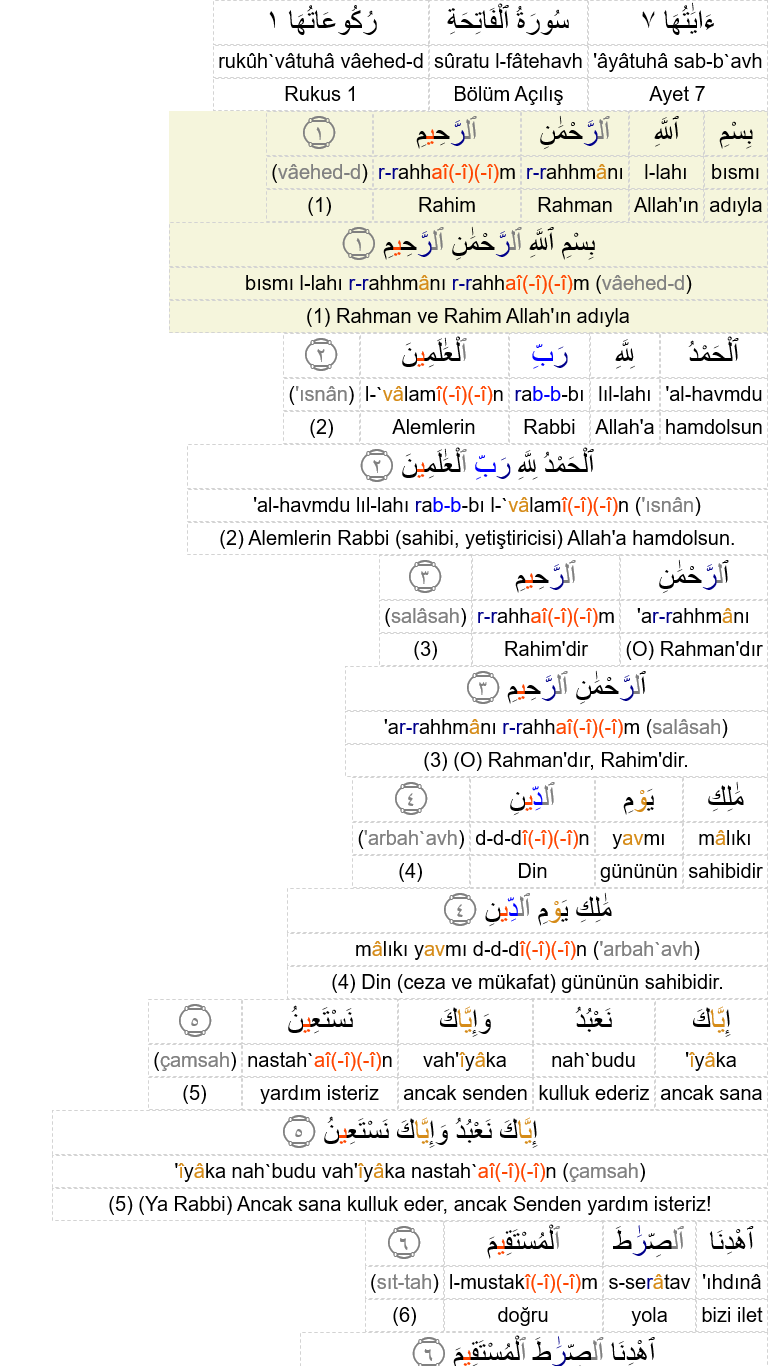 ءَايَٰتُهَا ٧ سُورَةُ ٱلْفَاتِحَةِ رُكُوعَاتُهَا ١
'âyâtuhâ sab-b`avh sûratu l-fâtehavh rukûh`vâtuhâ vâehed-d
Ayet 7 Bölüm Açılış Rukus 1
بِسْمِ ٱللَّهِ ٱلرَّحْمَٰنِ ٱلرَّحِيمِ ١
bısmı l-lahı r-rahhmânı r-rahhaî(-î)(-î)m (vâehed-d)
adıyla Allah'ın Rahman Rahim (1)
بِسْمِ ٱللَّهِ ٱلرَّحْمَٰنِ ٱلرَّحِيمِ ١
bısmı l-lahı r-rahhmânı r-rahhaî(-î)(-î)m (vâehed-d)
(1) Rahman ve Rahim Allah'ın adıyla
ٱلْحَمْدُ لِلَّهِ رَبِّ ٱلْعَٰلَمِينَ ٢
'al-havmdu lıl-lahı rab-b-bı l-`vâlamî(-î)(-î)n ('ısnân)
hamdolsun Allah'a Rabbi Alemlerin (2)
ٱلْحَمْدُ لِلَّهِ رَبِّ ٱلْعَٰلَمِينَ ٢
'al-havmdu lıl-lahı rab-b-bı l-`vâlamî(-î)(-î)n ('ısnân)
(2) Alemlerin Rabbi (sahibi, yetiştiricisi) Allah'a hamdolsun.
ٱلرَّحْمَٰنِ ٱلرَّحِيمِ ٣
'ar-rahhmânı r-rahhaî(-î)(-î)m (salâsah)
(O) Rahman'dır Rahim'dir (3)
ٱلرَّحْمَٰنِ ٱلرَّحِيمِ ٣
'ar-rahhmânı r-rahhaî(-î)(-î)m (salâsah)
(3) (O) Rahman'dır, Rahim'dir.
مَٰلِكِ يَوْمِ ٱلدِّينِ ٤
mâlıkı yavmı d-d-dî(-î)(-î)n ('arbah`avh)
sahibidir gününün Din (4)
مَٰلِكِ يَوْمِ ٱلدِّينِ ٤
mâlıkı yavmı d-d-dî(-î)(-î)n ('arbah`avh)
(4) Din (ceza ve mükafat) gününün sahibidir.
إِيَّاكَ نَعْبُدُ وَإِيَّاكَ نَسْتَعِينُ ٥
'îyâka nah`budu vah'îyâka nastah`aî(-î)(-î)n (çamsah)
ancak sana kulluk ederiz ancak senden yardım isteriz (5)
إِيَّاكَ نَعْبُدُ وَإِيَّاكَ نَسْتَعِينُ ٥
'îyâka nah`budu vah'îyâka nastah`aî(-î)(-î)n (çamsah)
(5) (Ya Rabbi) Ancak sana kulluk eder, ancak Senden yardım isteriz!
ٱهْدِنَا ٱلصِّرَٰطَ ٱلْمُسْتَقِيمَ ٦
'ıhdınâ s-serâtav l-mustakî(-î)(-î)m (sıt-tah)
bizi ilet yola doğru (6)
ٱهْدِنَا ٱلصِّرَٰطَ ٱلْمُسْتَقِيمَ ٦